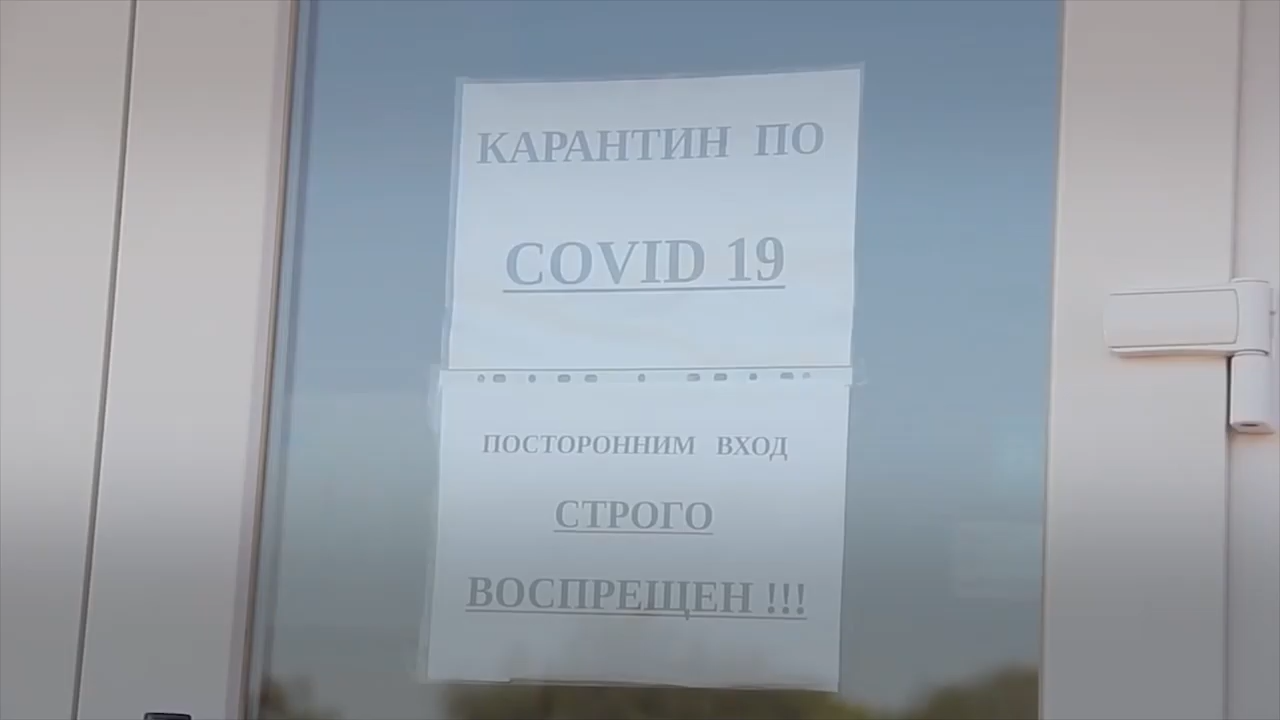 КАРАНТИН ПО
COVID 19
ПОСТОРОННИМ ВХОД
СТРОГО
ВОСПРЕЩЕН !!!